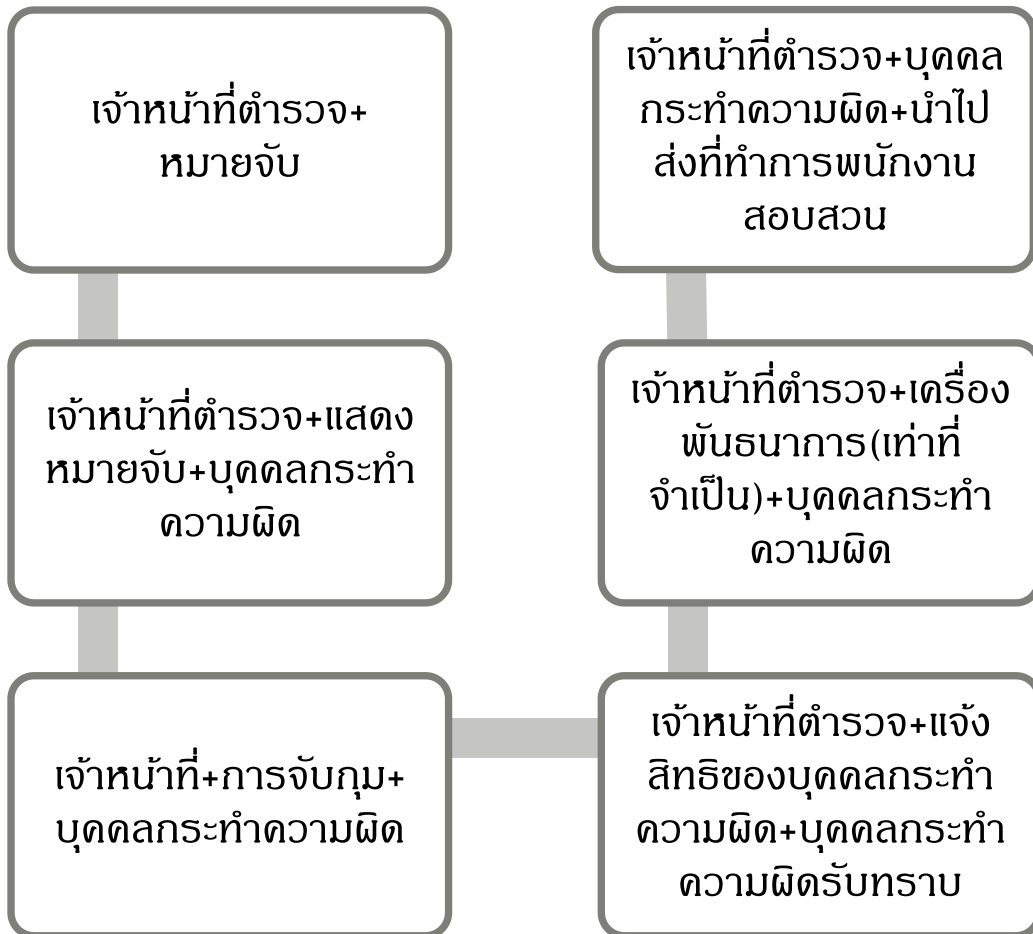 เจ้าหน้าที่ตำรวจ+
หมายจับ
เจ้าหน้าที่ตำรวจ+แสดง
หมายจับ+บุคคลกระทำ
ความผิด
เจ้าหน้าที่+การจับกุม+
บุคคลกระทำความผิด
เจ้าหน้าที่ตำรวจ+แจ้ง
สิทธิของบุคคลกระทำ
ความผิด+บุคคลกระทำ
ความผิดรับทราบ
เจ้าหน้าที่ตำรวจ+เครื่อง
พันธนาการ(เท่าที่
จำเป็น)+บุคคลกระทำ
ความผิด
เจ้าหน้าที่ตำรวจ+บุคคล
กระทำความผิด+นำไป
ส่งที่ทำการพนักงาน
สอบสวน